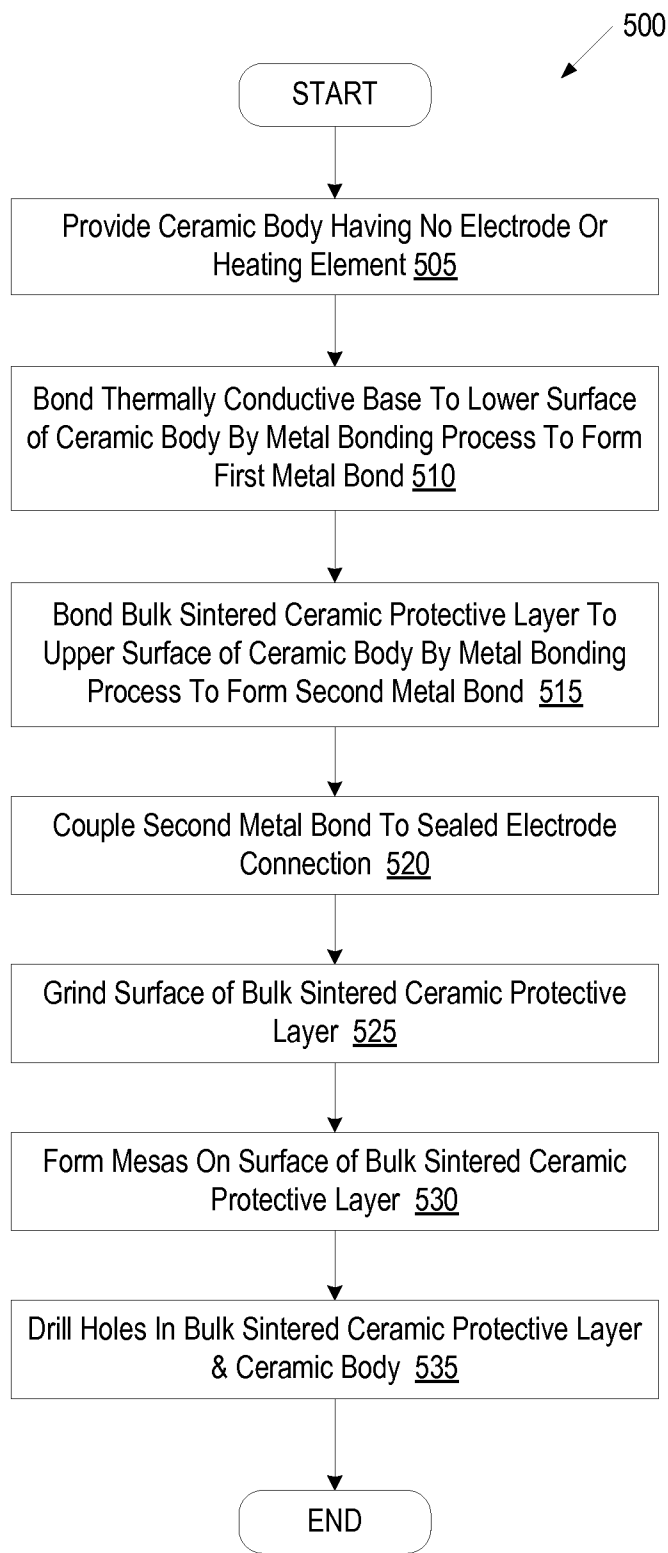 500
START
Provide Ceramic Body Having No Electrode Or
Heating Element 505
Bond Thermally Conductive Base To Lower Surface
of Ceramic Body By Metal Bonding Process To Form
First Metal Bond 510
Bond Bulk Sintered Ceramic Protective Layer To
Upper Surface of Ceramic Body By Metal Bonding
Process To Form Second Metal Bond 515
Couple Second Metal Bond To Sealed Electrode
Connection 520
Grind Surface of Bulk Sintered Ceramic Protective
Layer 525
Form Mesas On Surface of Bulk Sintered Ceramic
Protective Layer 530
Drill Holes In Bulk Sintered Ceramic Protective Layer
& Ceramic Body 535
END